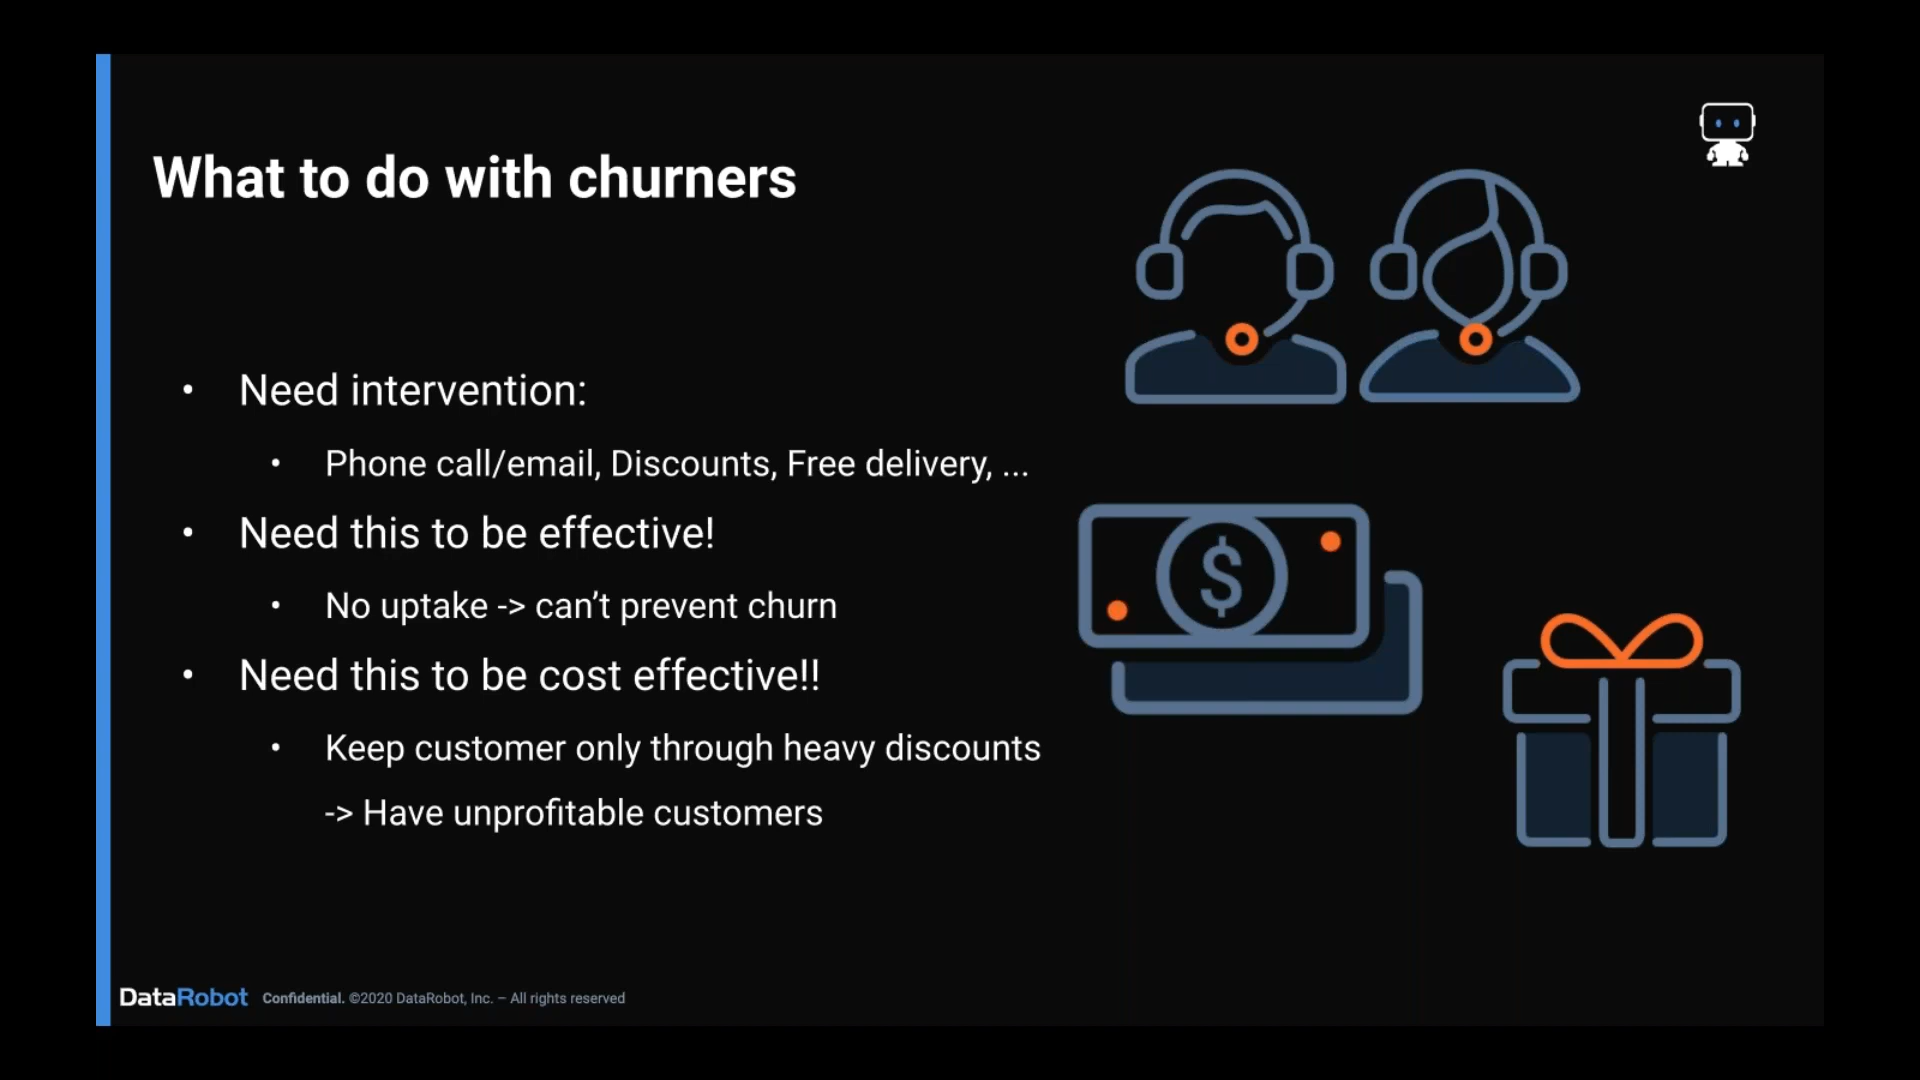 What to do with churners
• Need intervention:
• Phone call/email, Discounts, Free delivery, ...
• Need this to be effective!
• No uptake -> can’t prevent churn
• Need this to be cost effective!!
• Keep customer only through heavy discounts
-> Have unprofitable customers
$
DataRobot Confidential. ©2020 DataRobot, Inc. – All rights reserved